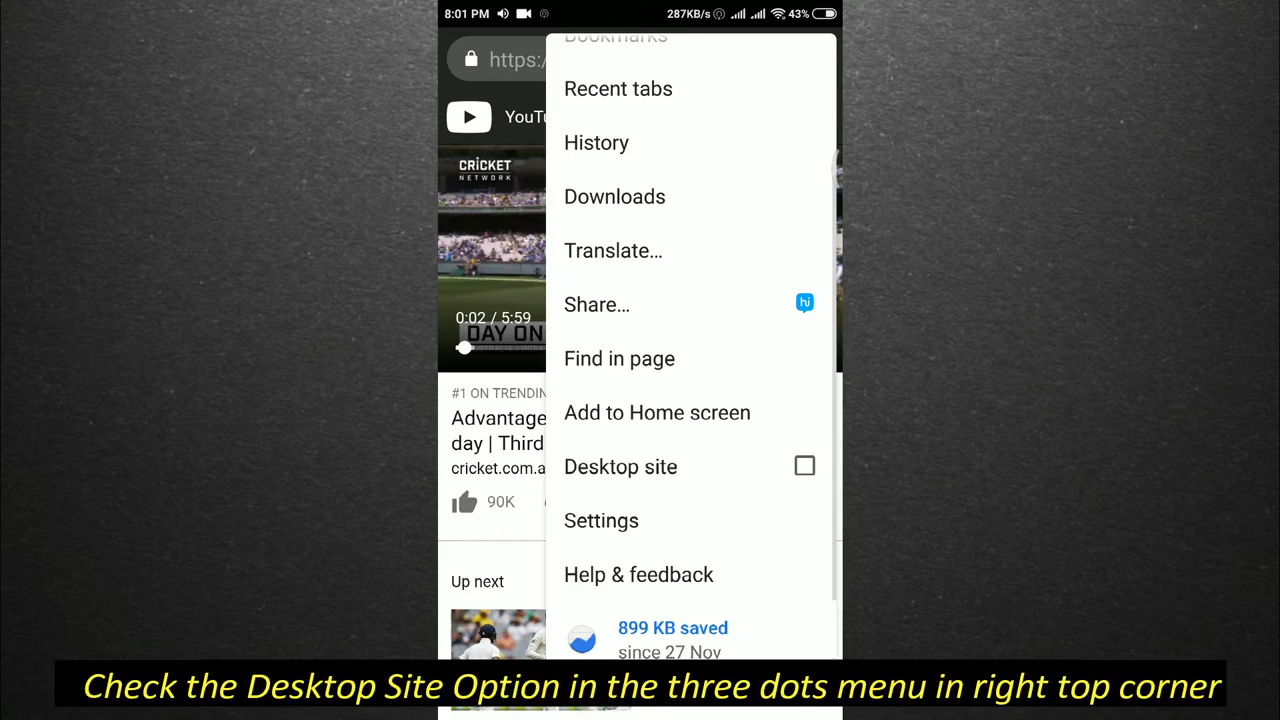 8:01 PM 287KB/s 43%
Bookmarks
https:/
Recent tabs
YouTu
History
CRICKET
NETWORK
Downloads
Translate...
Share...
hi
0:02 / 5:59
DAY ON
Find in page
#1 ON TRENDIN
Advantage
day | Third
Add to Home screen
cricket.com.a
Desktop site
90K
Settings
Up next
Help & feedback
899 KB saved
since 27 Nov
Check the Desktop Site Option in the three dots menu in right top corner